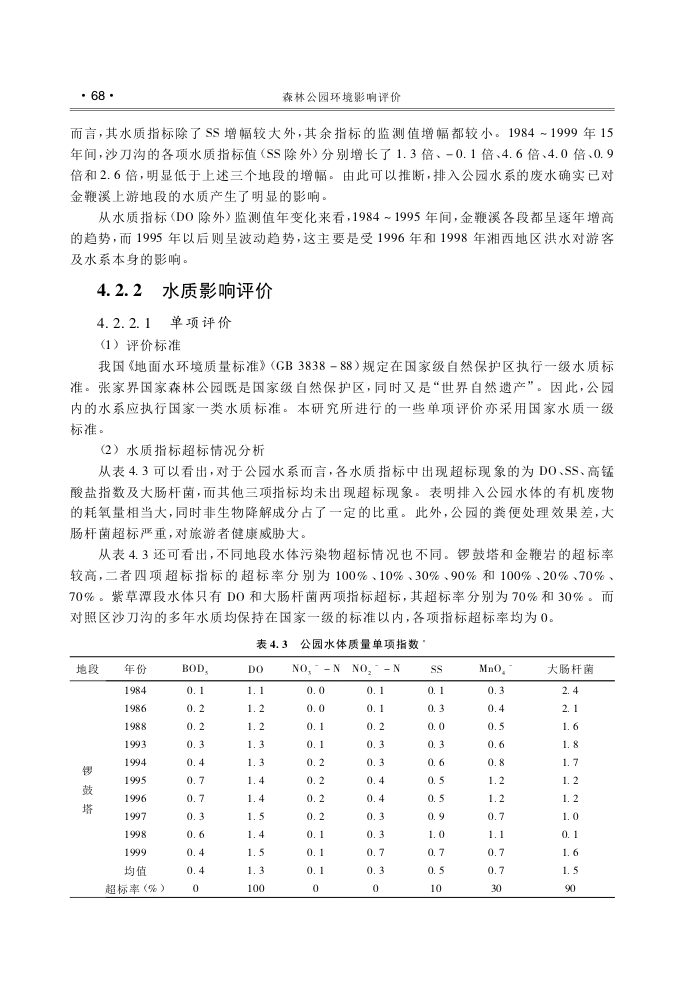 · 68 ·
森林公园环境影响评价
而言,其水质指标除了 SS 增幅较大外,其余指标的监测值增幅都较小。1984 ~ 1999 年 15
年间,沙刀沟的各项水质指标值(SS 除外)分别增长了 1.3 倍、-0.1 倍、4.6 倍、4.0 倍、0.9
倍和 2.6 倍,明显低于上述三个地段的增幅。由此可以推断,排入公园水系的废水确实已对
金鞭溪上游地段的水质产生了明显的影响。
从水质指标(DO 除外)监测值年变化来看,1984 ~ 1995 年间,金鞭溪各段都呈逐年增高
的趋势,而 1995 年以后则呈波动趋势,这主要是受 1996 年和 1998 年湘西地区洪水对游客
及水系本身的影响。
4.2.2 水质影响评价
4.2.2.1 单项评价
(1) 评价标准
我国《地面水环境质量标准》(GB 3838 - 88)规定在国家级自然保护区执行一级水质标
准。张家界国家森林公园既是国家级自然保护区,同时又是“世界自然遗产”。因此,公园
内的水系应执行国家一类水质标准。本研究所进行的一些单项评价亦采用国家水质一级
标准。
(2) 水质指标超标情况分析
从表 4.3 可以看出,对于公园水系而言,各水质指标中出现超标现象的为 DO、SS、高锰
酸盐指数及大肠杆菌,而其他三项指标均未出现超标现象。表明排入公园水体的有机废物
的耗氧量相当大,同时非生物降解成分占了一定的比重。此外,公园的粪便处理效果差,大
肠杆菌超标严重,对旅游者健康威胁大。
从表 4.3 还可看出,不同地段水体污染物超标情况也不同。锣鼓塔和金鞭岩的超标率
较高,二者四项超标指标的超标率分别为 100%、10%、30%、90% 和 100%、20%、70%、
70%。紫草潭段水体只有 DO 和大肠杆菌两项指标超标,其超标率分别为 70% 和 30%。而
对照区沙刀沟的多年水质均保持在国家一级的标准以内,各项指标超标率均为 0。
表 4.3 公园水体质量单项指数*
地段 年份 BOD₅ DO NO₃⁻ - N NO₂⁻ - N SS MnO₄⁻ 大肠杆菌
锣鼓塔
1984 0.1 1.1 0.0 0.1 0.1 0.3 2.4
1986 0.2 1.2 0.0 0.1 0.3 0.4 2.1
1988 0.2 1.2 0.1 0.2 0.0 0.5 1.6
1993 0.3 1.3 0.1 0.3 0.3 0.6 1.8
1994 0.4 1.3 0.2 0.3 0.6 0.8 1.7
1995 0.7 1.4 0.2 0.4 0.5 1.2 1.2
1996 0.7 1.4 0.2 0.4 0.5 1.2 1.2
1997 0.3 1.5 0.2 0.3 0.9 0.7 1.0
1998 0.6 1.4 0.1 0.3 1.0 1.1 0.1
1999 0.4 1.5 0.1 0.7 0.7 0.7 1.6
均值 0.4 1.3 0.1 0.3 0.5 0.7 1.5
超标率(%) 0 100 0 0 10 30 90